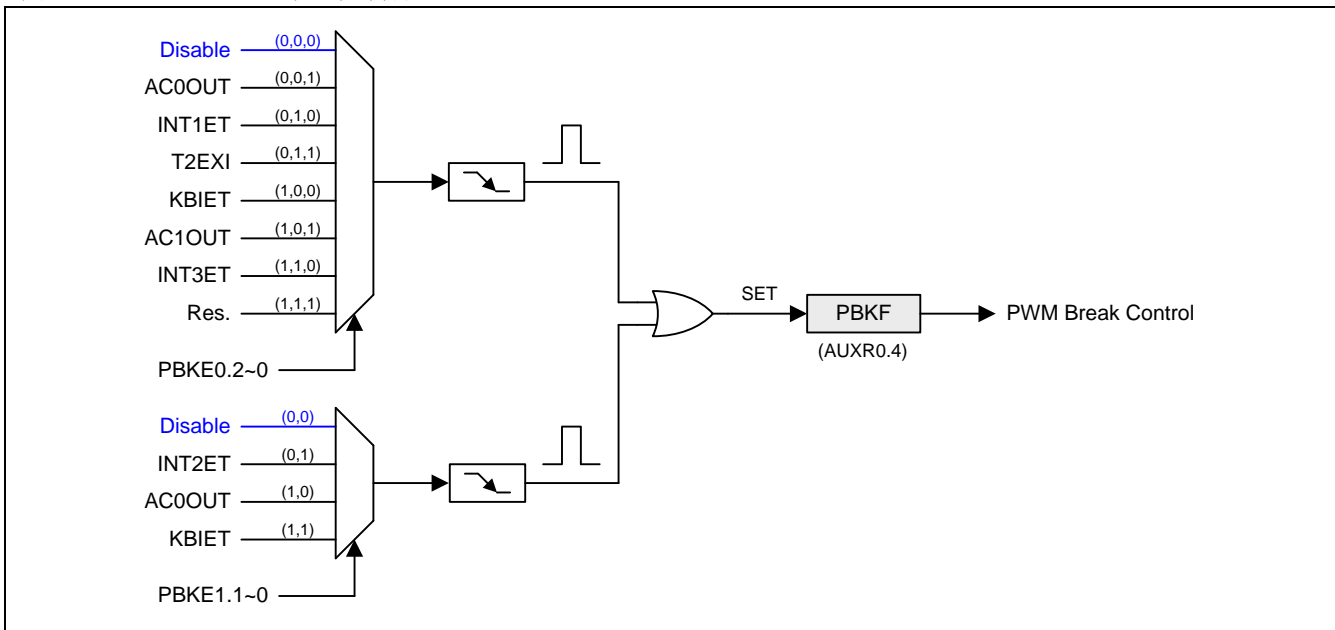 Disable (0,0,0)
AC0OUT (0,0,1)
INT1ET (0,1,0)
T2EXI (0,1,1)
KBIET (1,0,0)
AC1OUT (1,0,1)
INT3ET (1,1,0)
Res. (1,1,1)
PBKE0.2~0
SET
PBKF
PWM Break Control
(AUXR0.4)
Disable (0,0)
INT2ET (0,1)
AC0OUT (1,0)
KBIET (1,1)
PBKE1.1~0